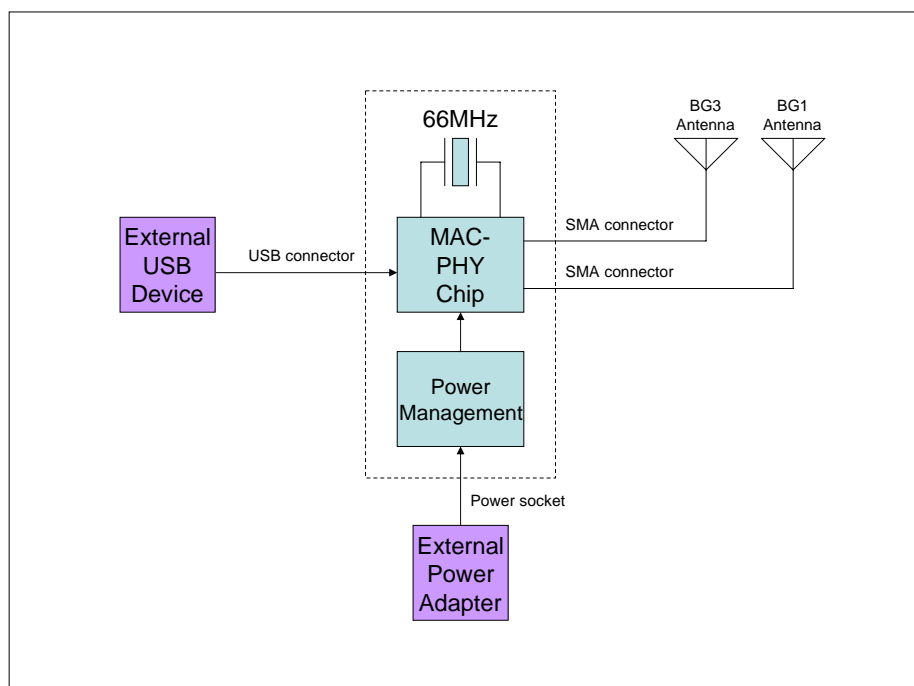 66MHz
BG3
Antenna
BG1
Antenna
External
USB
Device
USB connector
MAC-
PHY
Chip
SMA connector
SMA connector
Power
Management
Power socket
External
Power
Adapter